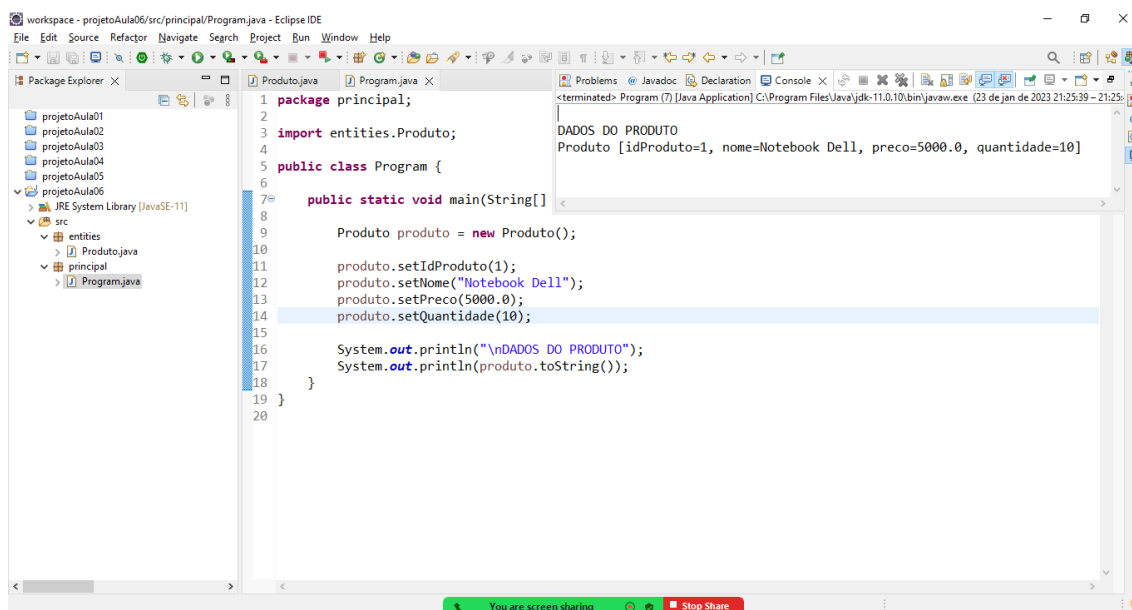 workspace - projetoAula06/src/principal/Program.java - Eclipse IDE
File Edit Source Refactor Navigate Search Project Run Window Help
Package Explorer
projetoAula01
projetoAula02
projetoAula03
projetoAula04
projetoAula05
projetoAula06
JRE System Library [JavaSE-11]
src
entities
Produto.java
principal
Program.java
Produto.java Program.java
1 package principal;
2
3 import entities.Produto;
4
5 public class Program {
6
7 public static void main(String[]
8
9 Produto produto = new Produto();
10
11 produto.setIdProduto(1);
12 produto.setNome("Notebook Dell");
13 produto.setPreco(5000.0);
14 produto.setQuantidade(10);
15
16 System.out.println("\nDADOS DO PRODUTO");
17 System.out.println(produto.toString());
18 }
19 }
20
Problems Javadoc Declaration Console
<terminated> Program (7) [Java Application] C:\Program Files\Java\jdk-11.0.10\bin\javaw.exe (23 de jan de 2023 21:25:39 – 21:25:
DADOS DO PRODUTO
Produto [idProduto=1, nome=Notebook Dell, preco=5000.0, quantidade=10]
You are screen sharing Stop Share